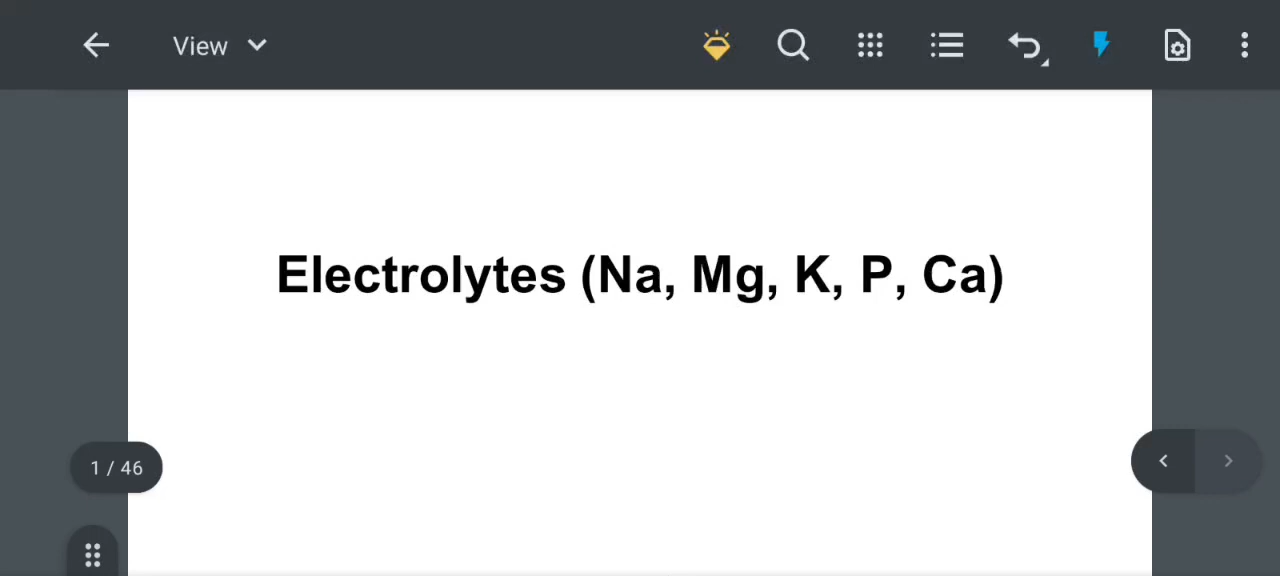 View
Electrolytes (Na, Mg, K, P, Ca)
1 / 46